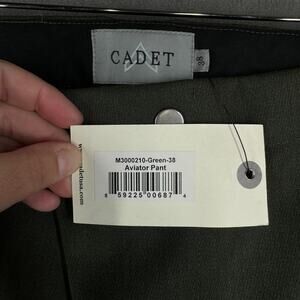 CADET
38
M3000210-Green-38
Aviator Pant
8 59225 00687 4